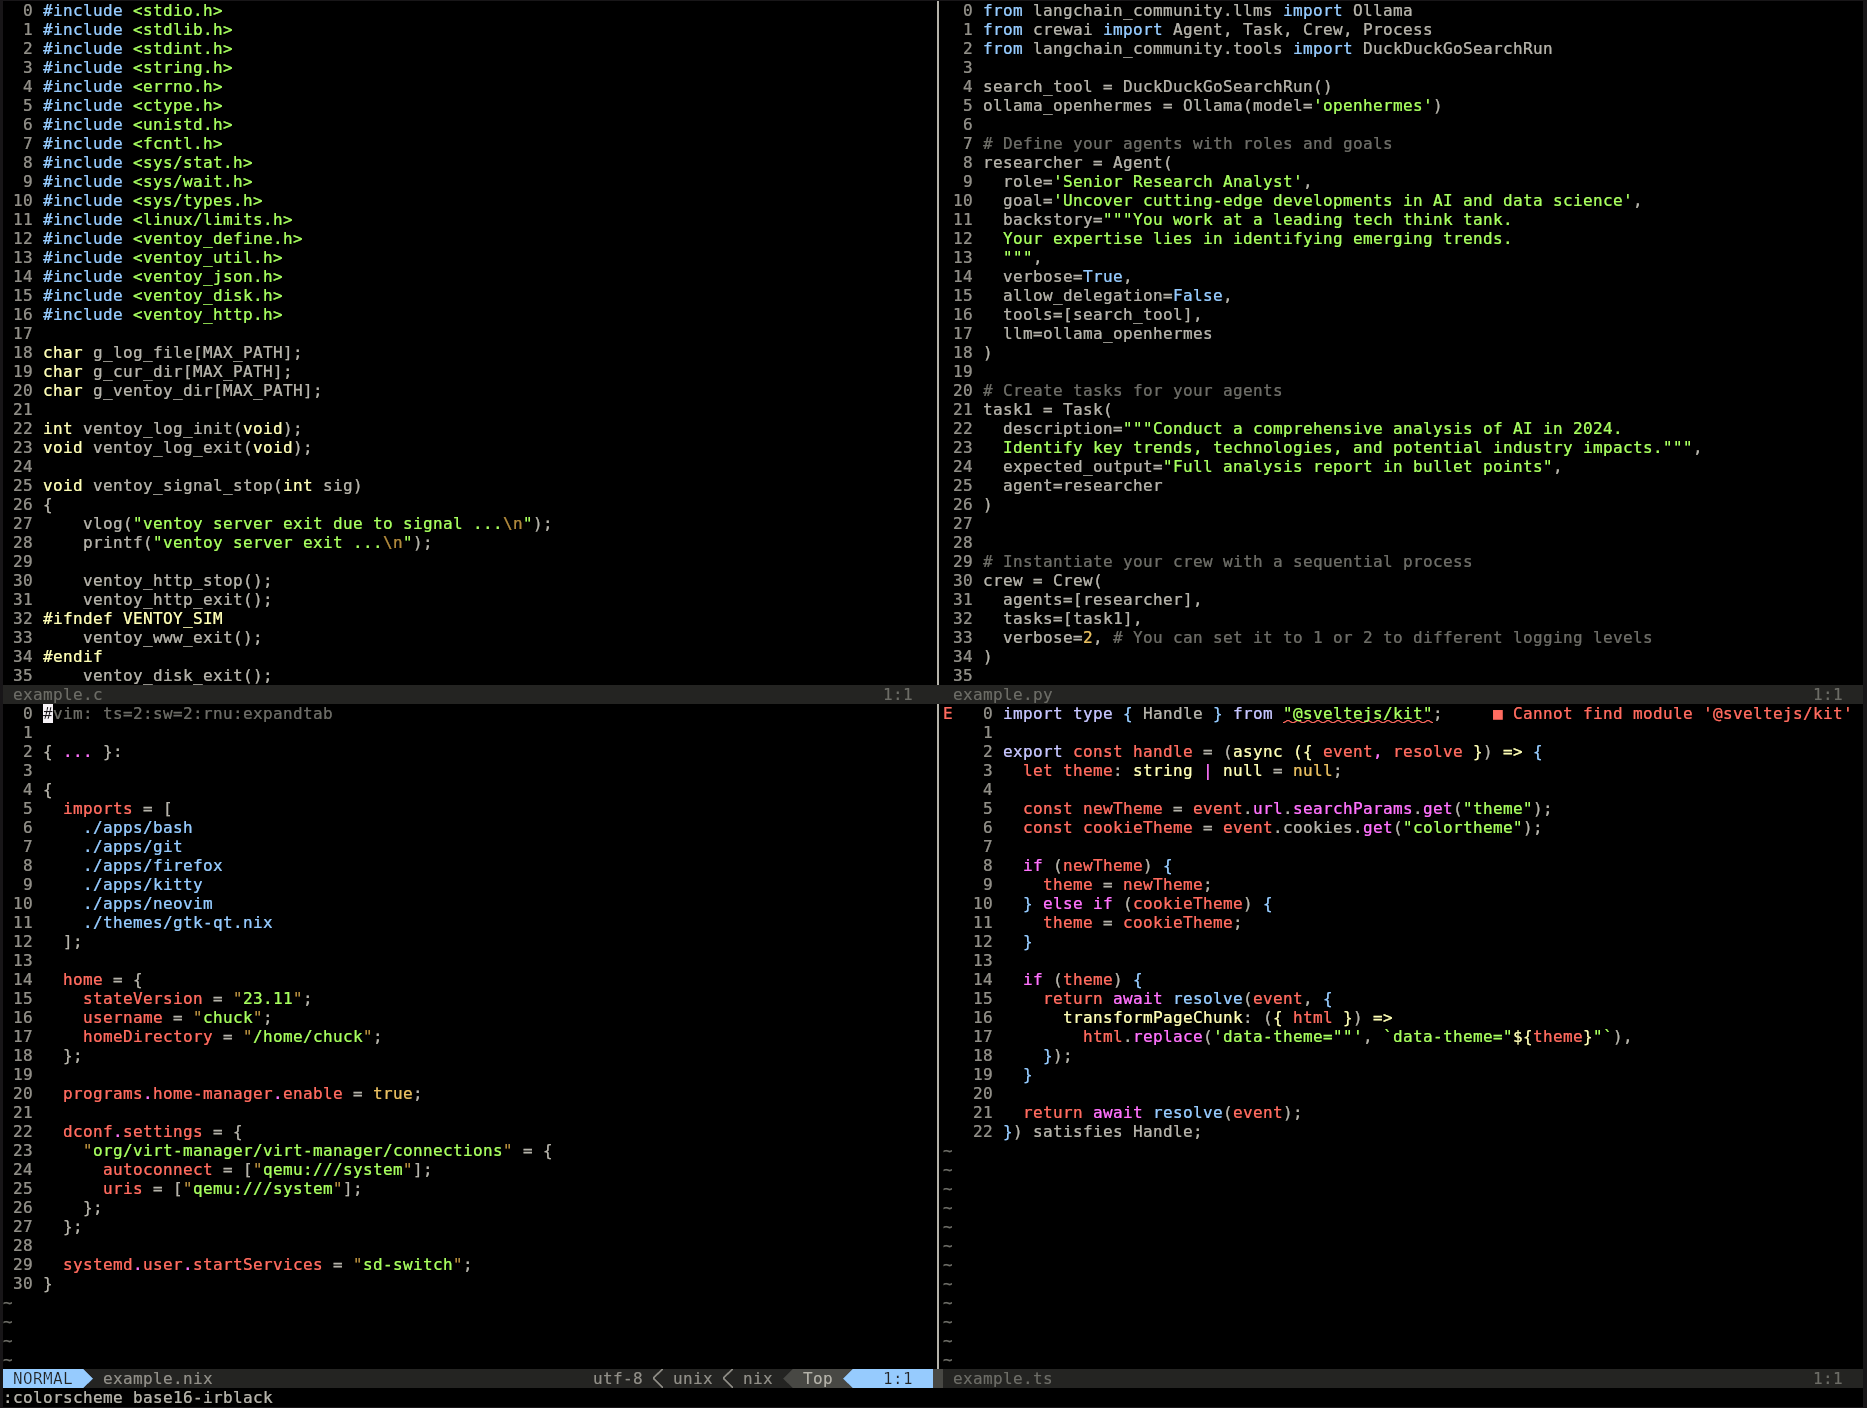 0 #include <stdio.h>
1 #include <stdlib.h>
2 #include <stdint.h>
3 #include <string.h>
4 #include <errno.h>
5 #include <ctype.h>
6 #include <unistd.h>
7 #include <fcntl.h>
8 #include <sys/stat.h>
9 #include <sys/wait.h>
10 #include <sys/types.h>
11 #include <linux/limits.h>
12 #include <ventoy_define.h>
13 #include <ventoy_util.h>
14 #include <ventoy_json.h>
15 #include <ventoy_disk.h>
16 #include <ventoy_http.h>
17
18 char g_log_file[MAX_PATH];
19 char g_cur_dir[MAX_PATH];
20 char g_ventoy_dir[MAX_PATH];
21
22 int ventoy_log_init(void);
23 void ventoy_log_exit(void);
24
25 void ventoy_signal_stop(int sig)
26 {
27     vlog("ventoy server exit due to signal ...\n");
28     printf("ventoy server exit ...\n");
29
30     ventoy_http_stop();
31     ventoy_http_exit();
32 #ifndef VENTOY_SIM
33     ventoy_www_exit();
34 #endif
35     ventoy_disk_exit();
example.c 1:1
0 from langchain_community.llms import Ollama
1 from crewai import Agent, Task, Crew, Process
2 from langchain_community.tools import DuckDuckGoSearchRun
3
4 search_tool = DuckDuckGoSearchRun()
5 ollama_openhermes = Ollama(model='openhermes')
6
7 # Define your agents with roles and goals
8 researcher = Agent(
9   role='Senior Research Analyst',
10   goal='Uncover cutting-edge developments in AI and data science',
11   backstory="""You work at a leading tech think tank.
12   Your expertise lies in identifying emerging trends.
13   """,
14   verbose=True,
15   allow_delegation=False,
16   tools=[search_tool],
17   llm=ollama_openhermes
18 )
19
20 # Create tasks for your agents
21 task1 = Task(
22   description="""Conduct a comprehensive analysis of AI in 2024.
23   Identify key trends, technologies, and potential industry impacts.""",
24   expected_output="Full analysis report in bullet points",
25   agent=researcher
26 )
27
28
29 # Instantiate your crew with a sequential process
30 crew = Crew(
31   agents=[researcher],
32   tasks=[task1],
33   verbose=2, # You can set it to 1 or 2 to different logging levels
34 )
35
example.py 1:1
0 #vim: ts=2:sw=2:rnu:expandtab
1
2 { ... }:
3
4 {
5   imports = [
6     ./apps/bash
7     ./apps/git
8     ./apps/firefox
9     ./apps/kitty
10     ./apps/neovim
11     ./themes/gtk-qt.nix
12   ];
13
14   home = {
15     stateVersion = "23.11";
16     username = "chuck";
17     homeDirectory = "/home/chuck";
18   };
19
20   programs.home-manager.enable = true;
21
22   dconf.settings = {
23     "org/virt-manager/virt-manager/connections" = {
24       autoconnect = ["qemu:///system"];
25       uris = ["qemu:///system"];
26     };
27   };
28
29   systemd.user.startServices = "sd-switch";
30 }
~
~
~
~
NORMAL example.nix utf-8 unix nix Top 1:1
E 0 import type { Handle } from "@sveltejs/kit"; ■ Cannot find module '@sveltejs/kit'
1
2 export const handle = (async ({ event, resolve }) => {
3   let theme: string | null = null;
4
5   const newTheme = event.url.searchParams.get("theme");
6   const cookieTheme = event.cookies.get("colortheme");
7
8   if (newTheme) {
9     theme = newTheme;
10   } else if (cookieTheme) {
11     theme = cookieTheme;
12   }
13
14   if (theme) {
15     return await resolve(event, {
16       transformPageChunk: ({ html }) =>
17         html.replace('data-theme=""', `data-theme="${theme}"`),
18     });
19   }
20
21   return await resolve(event);
22 }) satisfies Handle;
~
~
~
~
~
~
~
~
~
~
~
~
example.ts 1:1
:colorscheme base16-irblack